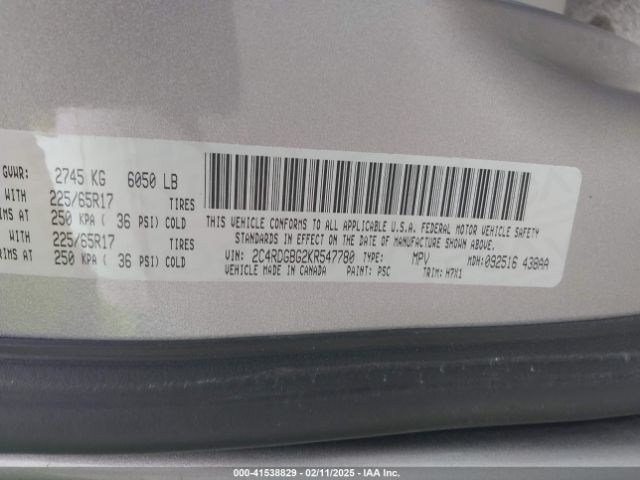 GVWR: 2745 KG 6050 LB
WITH 225/65R17 TIRES
IMS AT 250 KPA ( 36 PSI) COLD
WITH 225/65R17 TIRES
RIMS AT 250 KPA ( 36 PSI) COLD
THIS VEHICLE CONFORMS TO ALL APPLICABLE U.S.A. FEDERAL MOTOR VEHICLE SAFETY
STANDARDS IN EFFECT ON THE DATE OF MANUFACTURE SHOWN ABOVE.
VIN: 2C4RDGBG2KR547780 TYPE: MPV MDH: 092516 438AA
VEHICLE MADE IN CANADA PAINT: PSC TRIM: H7X1
000-41538829 - 02/11/2025 - IAA Inc.